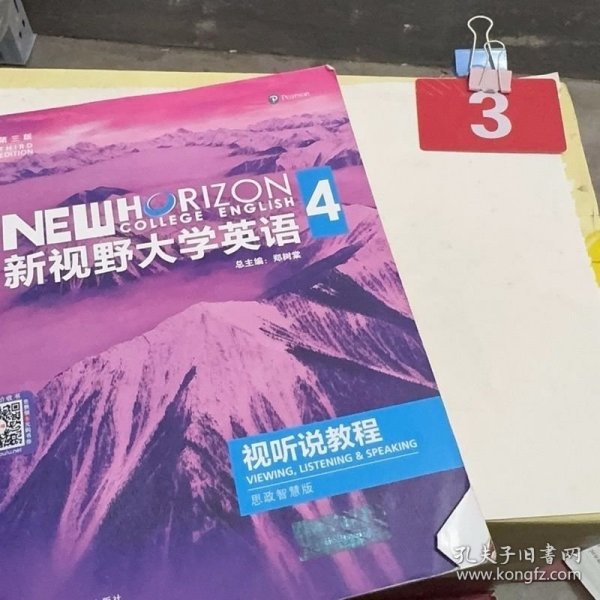 Pearson
第三版
THIRD
EDITION
3
NEW HORIZON
COLLEGE ENGLISH
4
新视野大学英语
总主编：郑树棠
视听说教程
VIEWING, LISTENING & SPEAKING
思政智慧版
孔夫子旧书网
www.kongfz.com